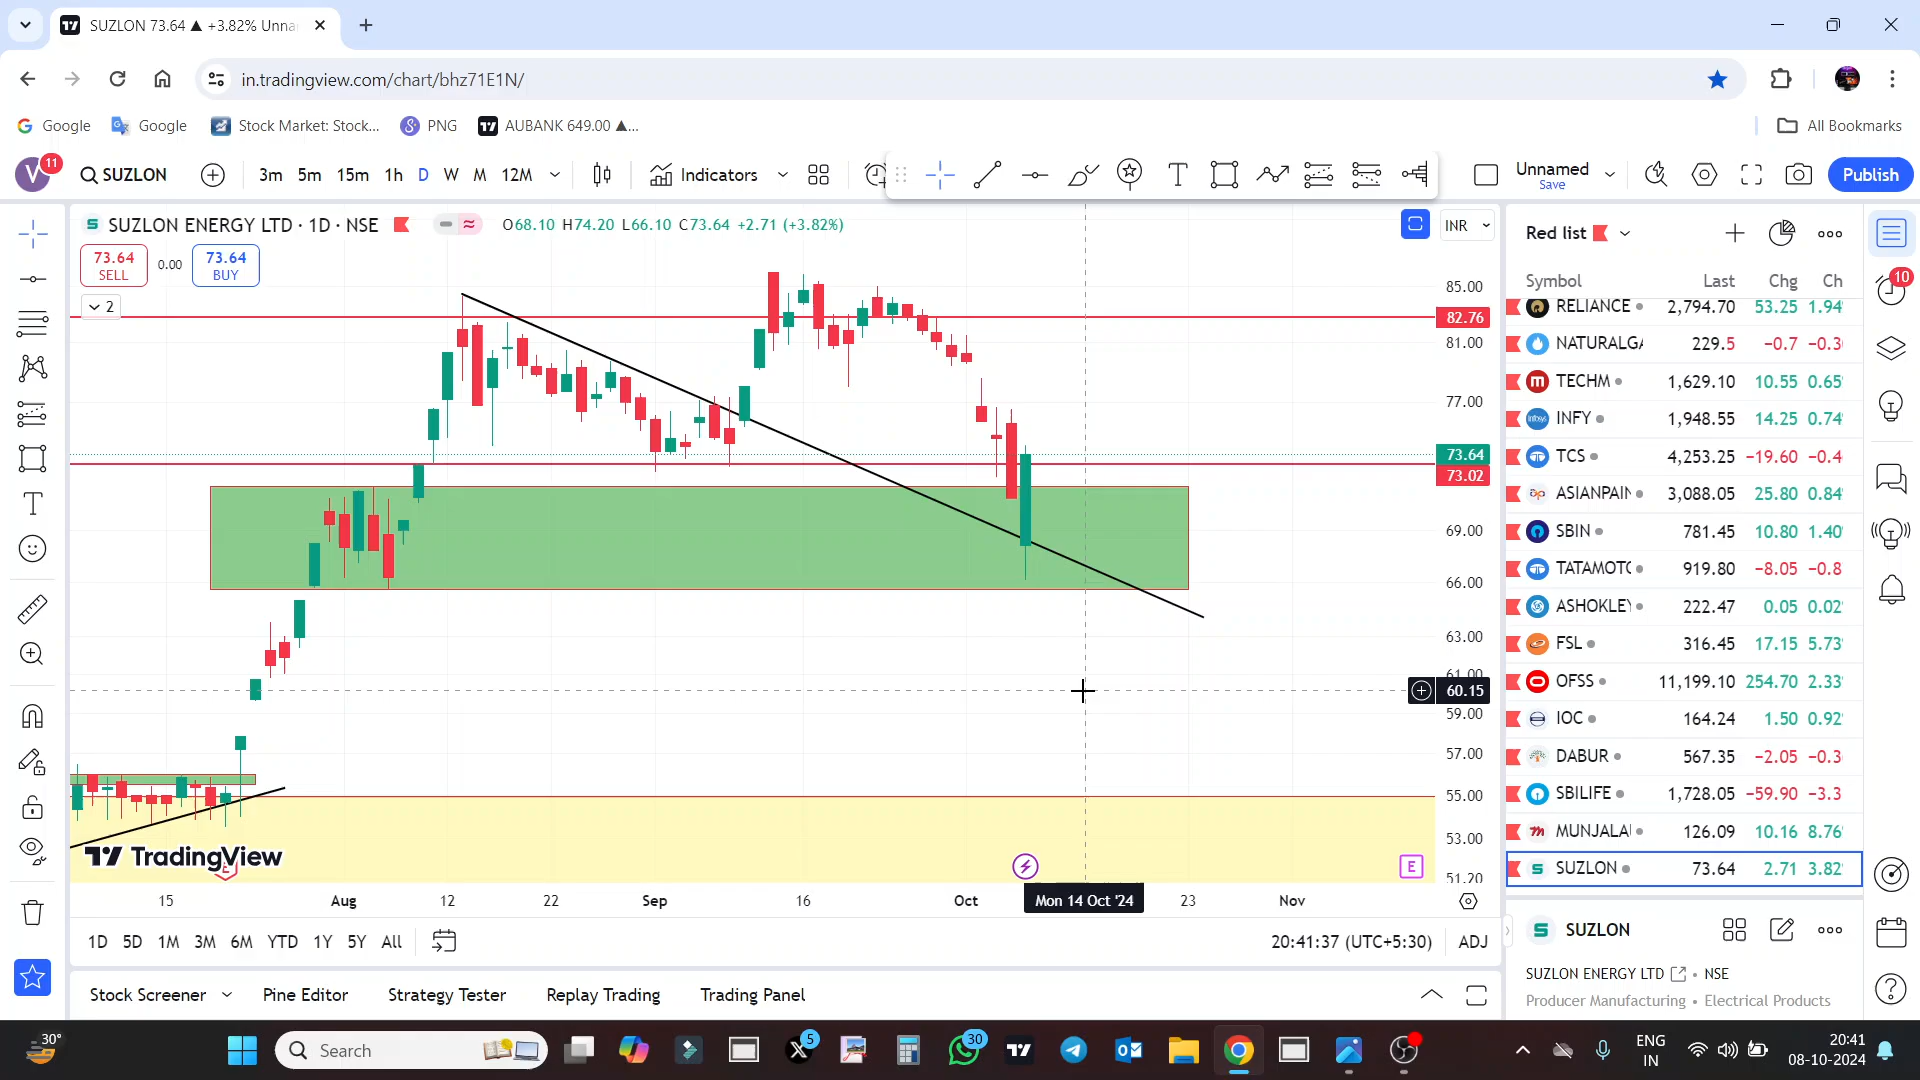 SUZLON 73.64 ▲ +3.82% Unna
in.tradingview.com/chart/bhz71E1N/
Google
Google
Stock Market: Stock...
PNG
AUBANK 649.00 ▲...
All Bookmarks
V 11
SUZLON
3m 5m 15m 1h D W M 12M
Indicators
Unnamed
Save
Publish
SUZLON ENERGY LTD · 1D · NSE
O68.10 H74.20 L66.10 C73.64 +2.71 (+3.82%)
INR
73.64
SELL
0.00
73.64
BUY
2
85.00
82.76
81.00
77.00
73.64
73.02
69.00
66.00
63.00
61.00
60.15
59.00
57.00
55.00
53.00
51.20
TradingView
E
E
15 Aug 12 22 Sep 16 Oct Mon 14 Oct '24 23 Nov
1D 5D 1M 3M 6M YTD 1Y 5Y All
20:41:37 (UTC+5:30) ADJ
Stock Screener Pine Editor Strategy Tester Replay Trading Trading Panel
Red list
10
Symbol Last Chg Ch
RELIANCE 2,794.70 53.25 1.94
NATURALGA 229.5 −0.7 −0.3
TECHM 1,629.10 10.55 0.65
INFY 1,948.55 14.25 0.74
TCS 4,253.25 −19.60 −0.4
ASIANPAIN 3,088.05 25.80 0.84
SBIN 781.45 10.80 1.40
TATAMOTO 919.80 −8.05 −0.8
ASHOKLEY 222.47 0.05 0.02
FSL 316.45 17.15 5.73
OFSS 11,199.10 254.70 2.33
IOC 164.24 1.50 0.92
DABUR 567.35 −2.05 −0.3
SBILIFE 1,728.05 −59.90 −3.3
MUNJALAU 126.09 10.16 8.76
SUZLON 73.64 2.71 3.82
SUZLON
SUZLON ENERGY LTD • NSE
Producer Manufacturing • Electrical Products
30°
Search
5
30
ENG
IN
20:41
08-10-2024